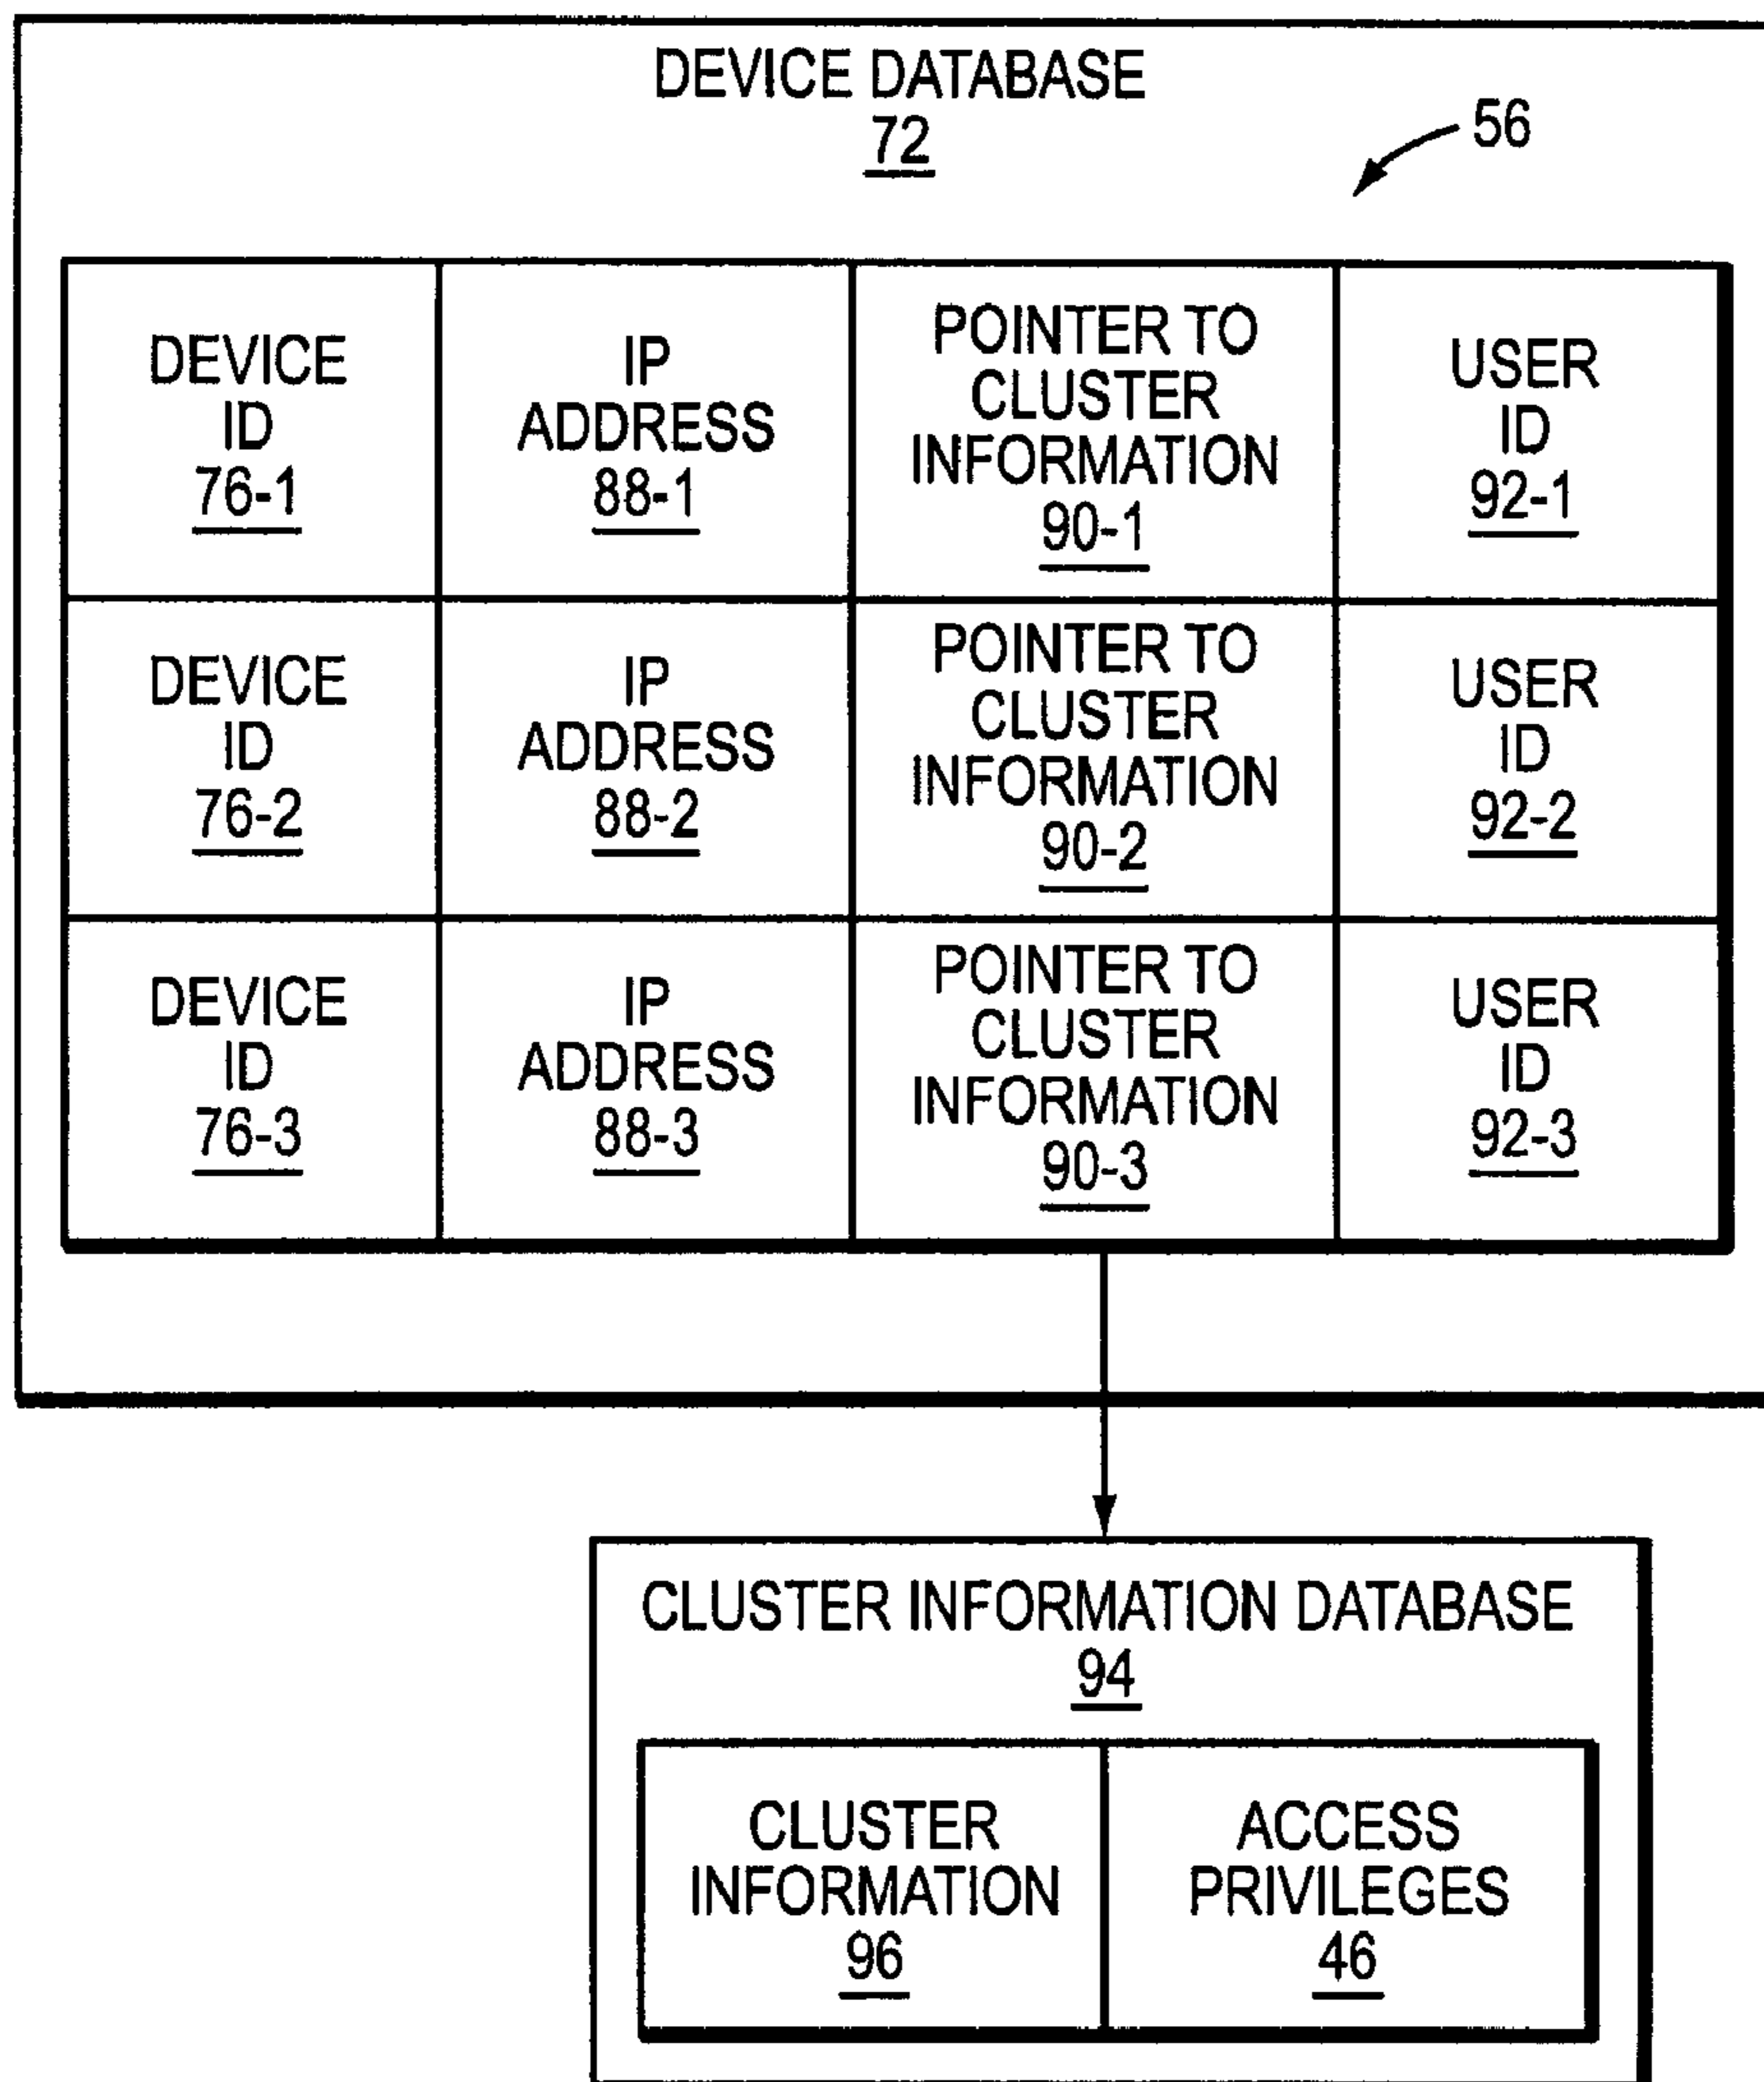 DEVICE DATABASE
72
56
DEVICE
ID
76-1
IP
ADDRESS
88-1
POINTER TO
CLUSTER
INFORMATION
90-1
USER
ID
92-1
DEVICE
ID
76-2
IP
ADDRESS
88-2
POINTER TO
CLUSTER
INFORMATION
90-2
USER
ID
92-2
DEVICE
ID
76-3
IP
ADDRESS
88-3
POINTER TO
CLUSTER
INFORMATION
90-3
USER
ID
92-3
CLUSTER INFORMATION DATABASE
94
CLUSTER
INFORMATION
96
ACCESS
PRIVILEGES
46